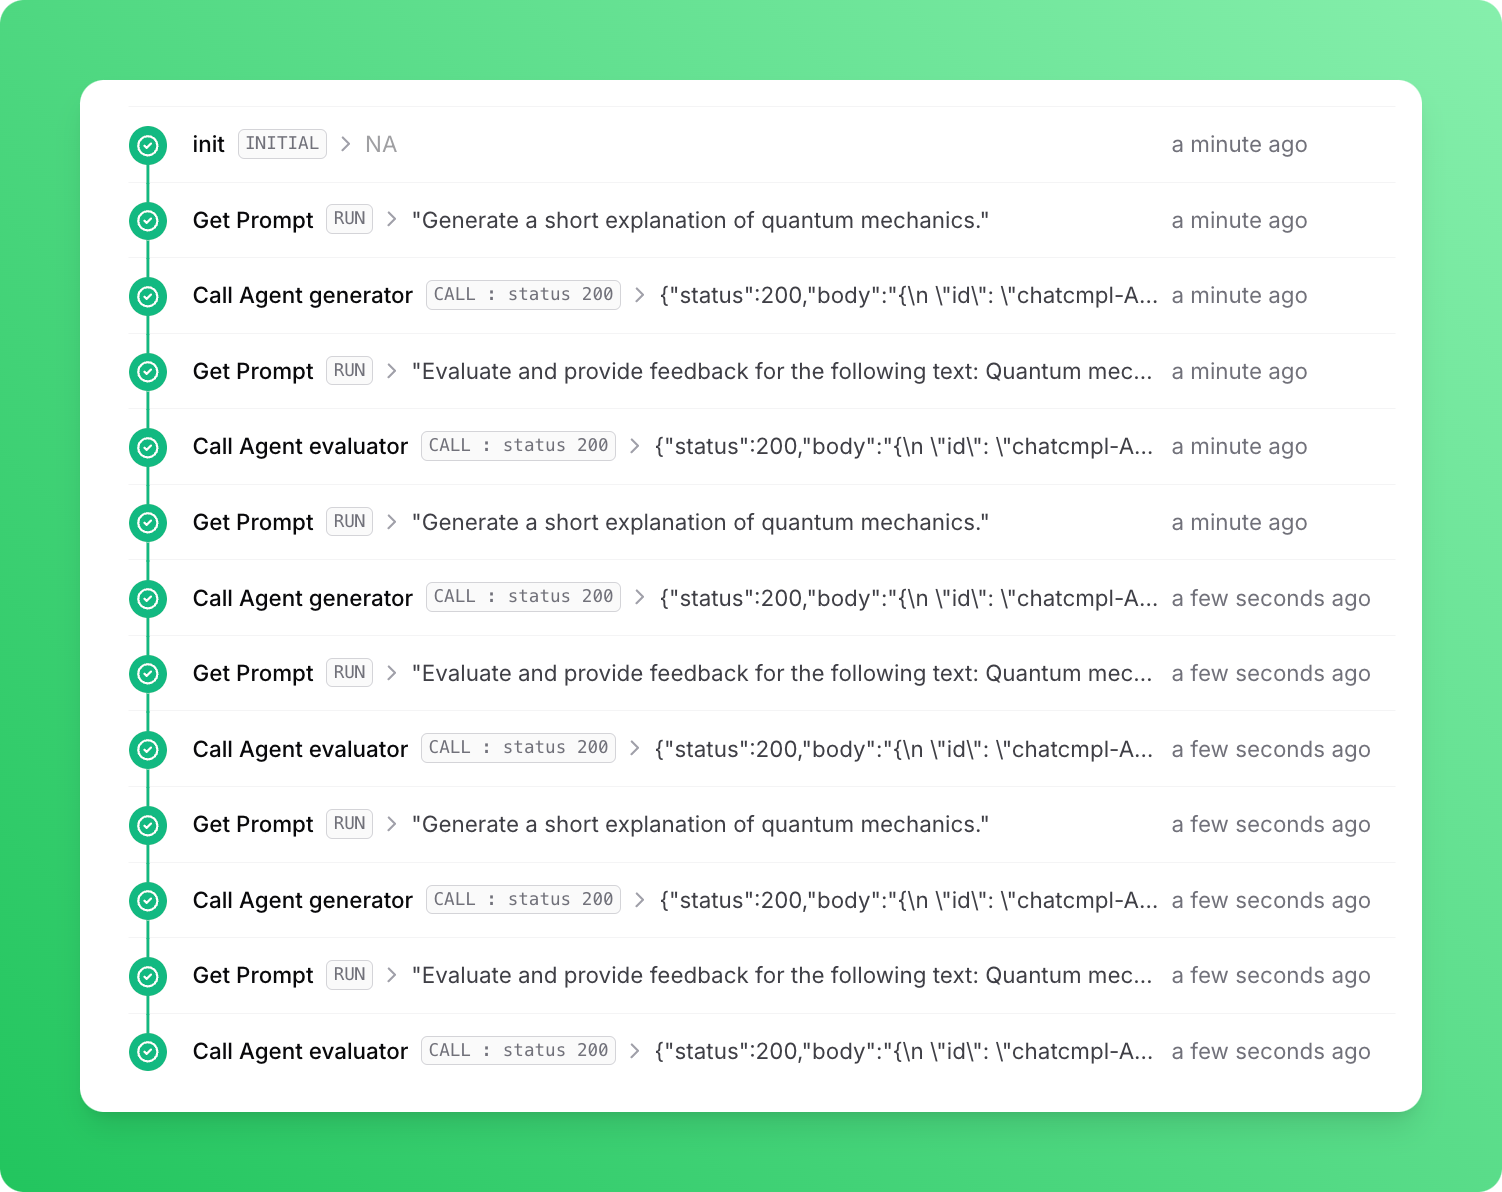 init INITIAL > NA a minute ago
Get Prompt RUN > "Generate a short explanation of quantum mechanics." a minute ago
Call Agent generator CALL : status 200 > {"status":200,"body":"{\n \"id\": \"chatcmpl-A... a minute ago
Get Prompt RUN > "Evaluate and provide feedback for the following text: Quantum mec... a minute ago
Call Agent evaluator CALL : status 200 > {"status":200,"body":"{\n \"id\": \"chatcmpl-A... a minute ago
Get Prompt RUN > "Generate a short explanation of quantum mechanics." a minute ago
Call Agent generator CALL : status 200 > {"status":200,"body":"{\n \"id\": \"chatcmpl-A... a few seconds ago
Get Prompt RUN > "Evaluate and provide feedback for the following text: Quantum mec... a few seconds ago
Call Agent evaluator CALL : status 200 > {"status":200,"body":"{\n \"id\": \"chatcmpl-A... a few seconds ago
Get Prompt RUN > "Generate a short explanation of quantum mechanics." a few seconds ago
Call Agent generator CALL : status 200 > {"status":200,"body":"{\n \"id\": \"chatcmpl-A... a few seconds ago
Get Prompt RUN > "Evaluate and provide feedback for the following text: Quantum mec... a few seconds ago
Call Agent evaluator CALL : status 200 > {"status":200,"body":"{\n \"id\": \"chatcmpl-A... a few seconds ago